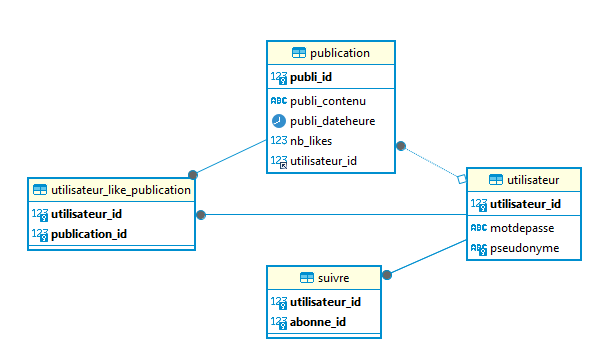 publication
123 publi_id
ABC publi_contenu
publi_dateheure
123 nb_likes
123 utilisateur_id
utilisateur_like_publication
123 utilisateur_id
123 publication_id
utilisateur
123 utilisateur_id
ABC motdepasse
ABC pseudonyme
suivre
123 utilisateur_id
123 abonne_id